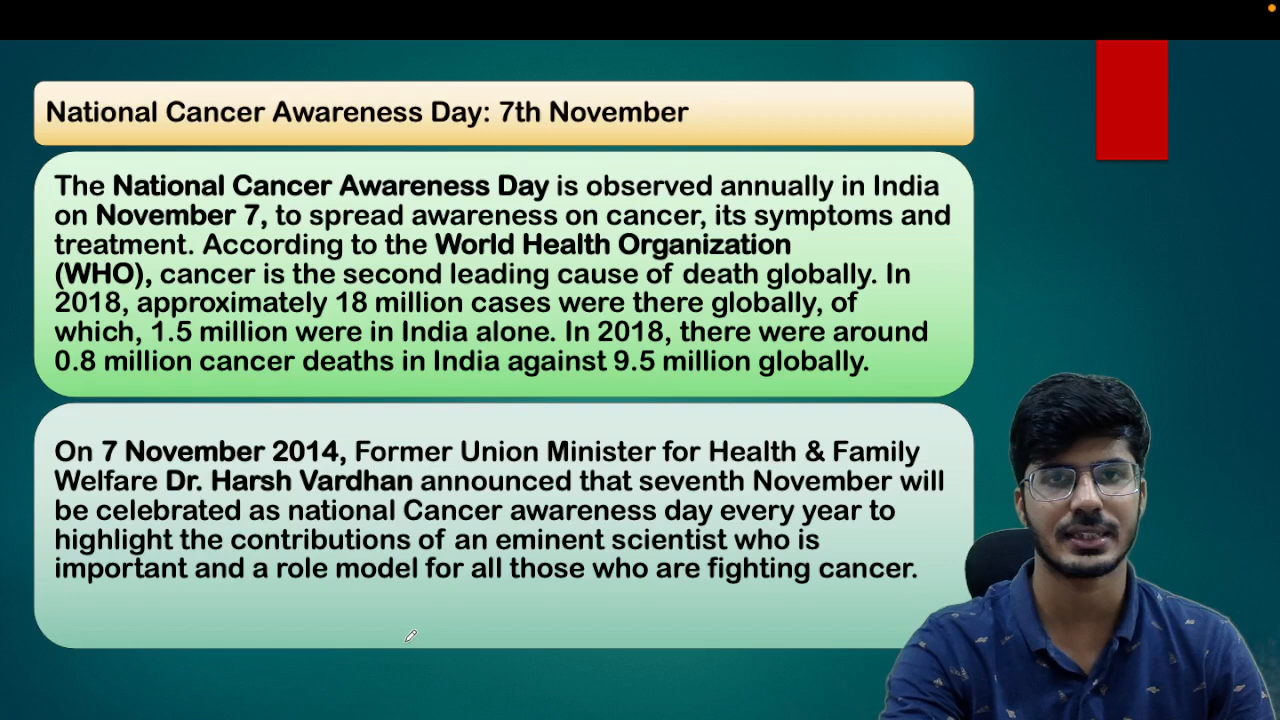 National Cancer Awareness Day: 7th November
The National Cancer Awareness Day is observed annually in India
on November 7, to spread awareness on cancer, its symptoms and
treatment. According to the World Health Organization
(WHO), cancer is the second leading cause of death globally. In
2018, approximately 18 million cases were there globally, of
which, 1.5 million were in India alone. In 2018, there were around
0.8 million cancer deaths in India against 9.5 million globally.
On 7 November 2014, Former Union Minister for Health & Family
Welfare Dr. Harsh Vardhan announced that seventh November will
be celebrated as national Cancer awareness day every year to
highlight the contributions of an eminent scientist who is
important and a role model for all those who are fighting cancer.